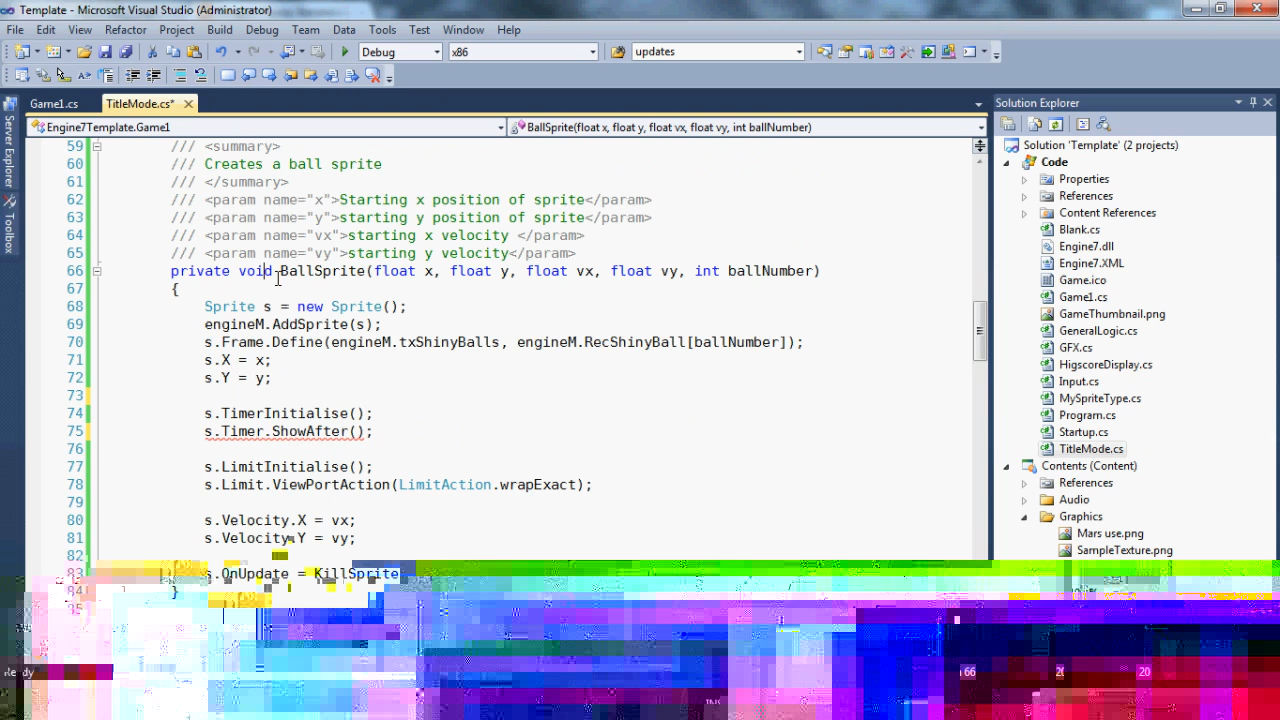 Template - Microsoft Visual Studio (Administrator)
File Edit View Refactor Project Build Debug Team Data Tools Test Window Help
Debug x86 updates
Game1.cs TitleMode.cs* Solution Explorer
Engine7Template.Game1 BallSprite(float x, float y, float vx, float vy, int ballNumber)
Server Explorer
Toolbox
59 /// <summary>
60 /// Creates a ball sprite
61 /// </summary>
62 /// <param name="x">Starting x position of sprite</param>
63 /// <param name="y">Starting y position of sprite</param>
64 /// <param name="vx">starting x velocity </param>
65 /// <param name="vy">starting y velocity</param>
66 private void BallSprite(float x, float y, float vx, float vy, int ballNumber)
67 {
68 Sprite s = new Sprite();
69 engineM.AddSprite(s);
70 s.Frame.Define(engineM.txShinyBalls, engineM.RecShinyBall[ballNumber]);
71 s.X = x;
72 s.Y = y;
73
74 s.TimerInitialise();
75 s.Timer.ShowAfter();
76
77 s.LimitInitialise();
78 s.Limit.ViewPortAction(LimitAction.wrapExact);
79
80 s.Velocity.X = vx;
81 s.Velocity.Y = vy;
82
83 s.OnUpdate = KillSprite
84 }
Solution 'Template' (2 projects)
Code
Properties
References
Content References
Blank.cs
Engine7.dll
Engine7.XML
Game.ico
Game1.cs
GameThumbnail.png
GeneralLogic.cs
GFX.cs
HigscoreDisplay.cs
Input.cs
MySpriteType.cs
Program.cs
Startup.cs
TitleMode.cs
Contents (Content)
References
Audio
Graphics
Mars use.png
SampleTexture.png